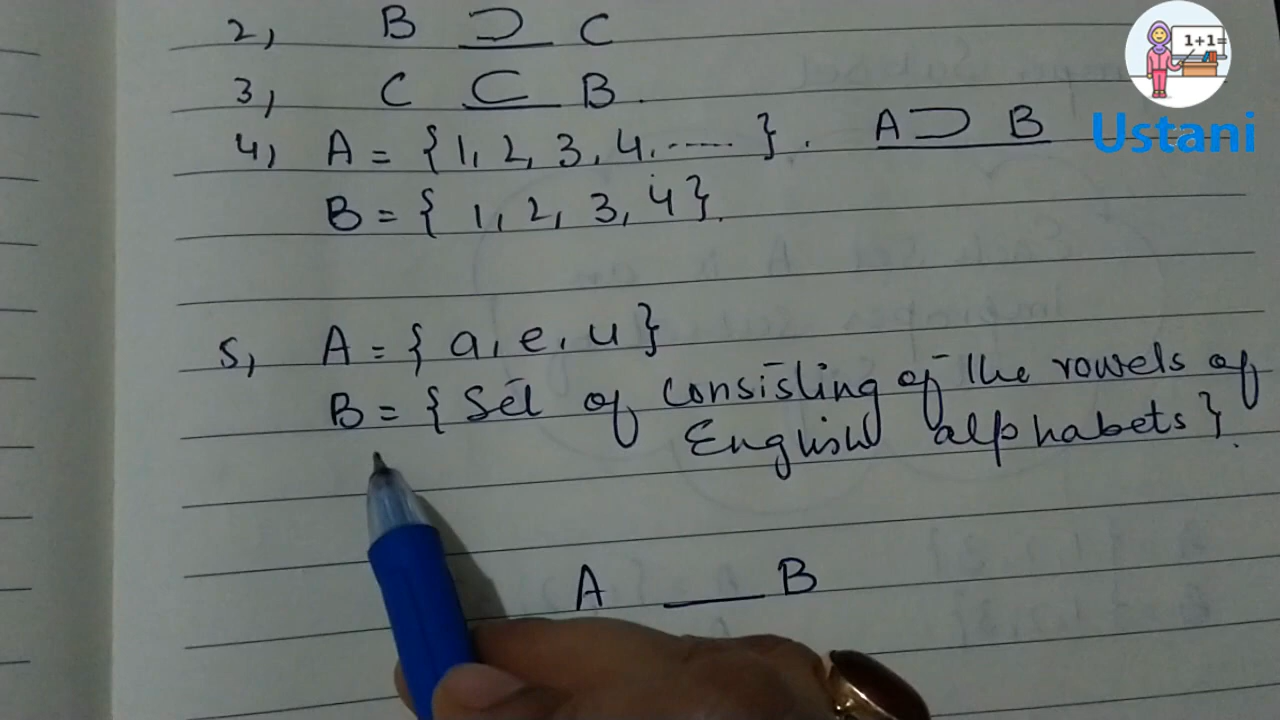 2, B ⊃ C
3, C ⊂ B.
4, A = {1, 2, 3, 4, ..... }. A ⊃ B
B = { 1, 2, 3, 4}.
5, A = { a, e, u }
B = { Set of consisting of the vowels of
English alphabets}.
A ___ B
1+1=
Ustani